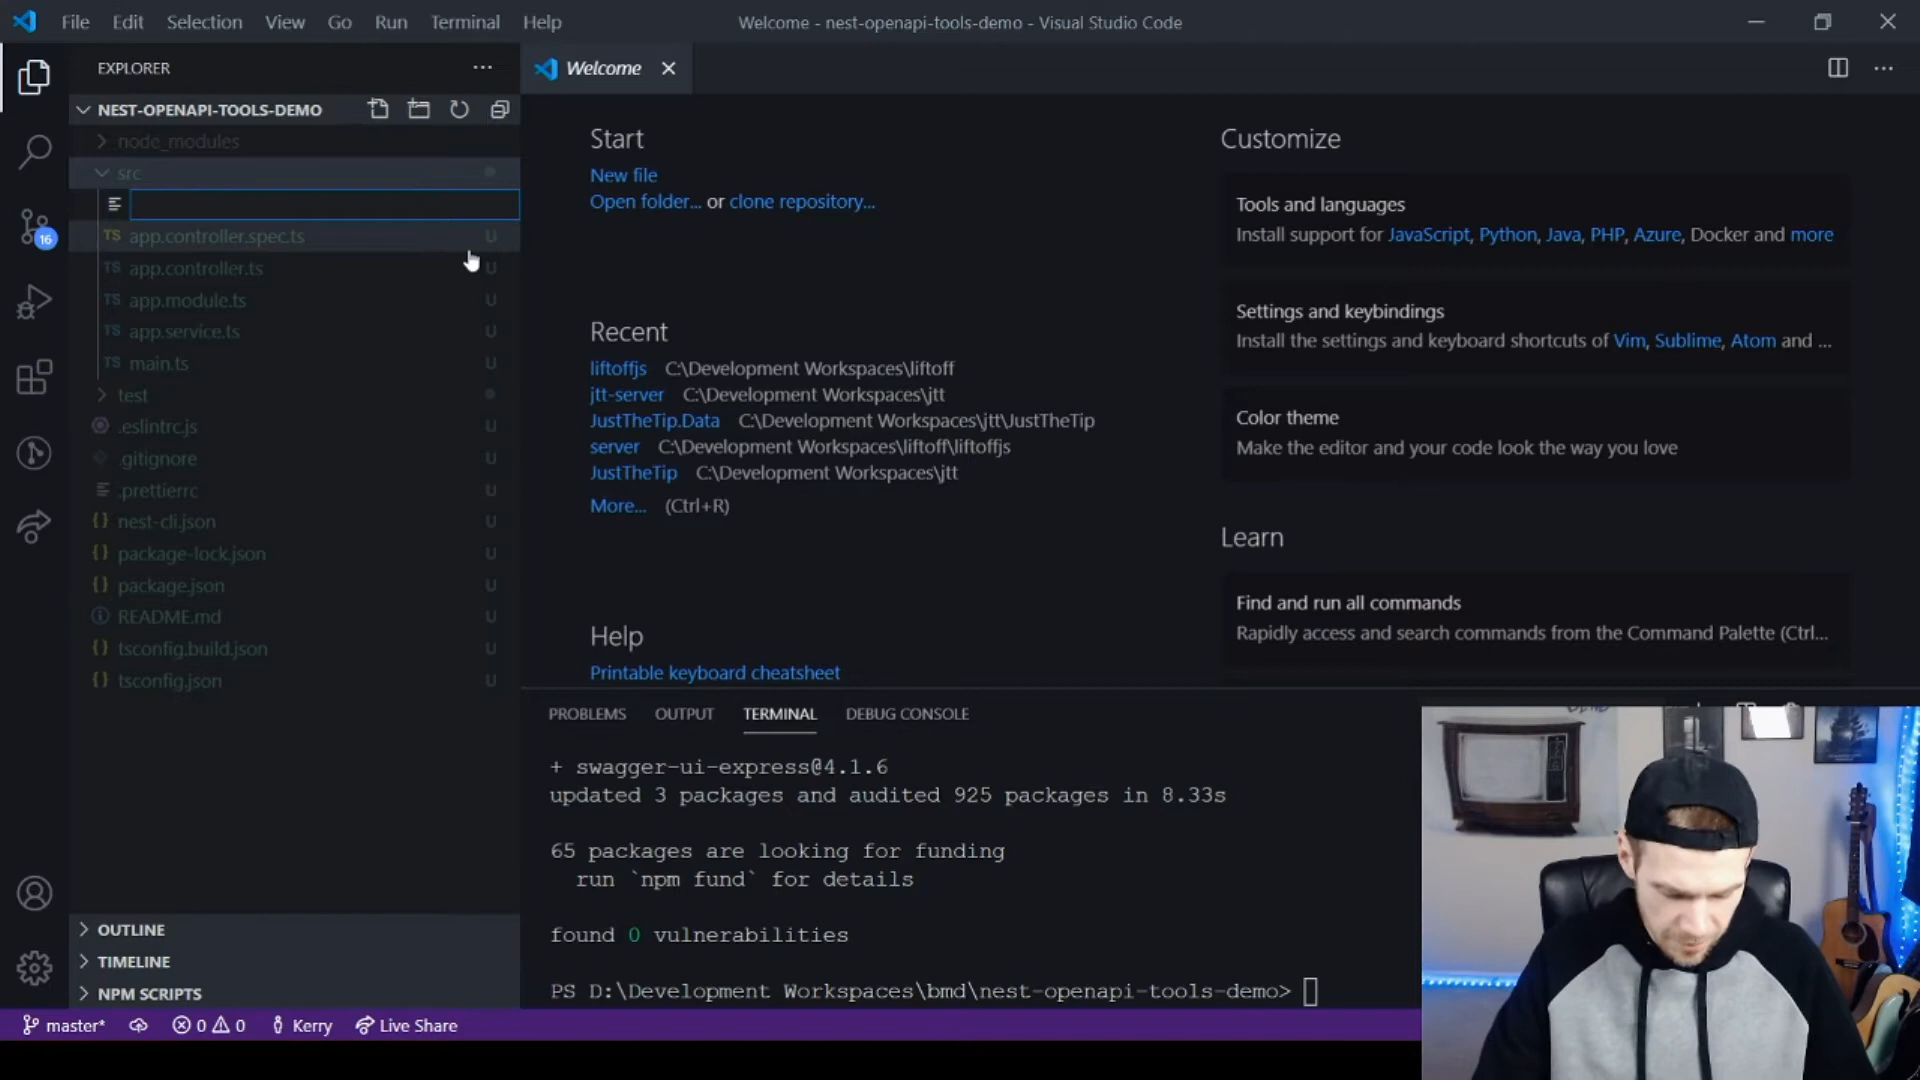 File Edit Selection View Go Run Terminal Help
Welcome - nest-openapi-tools-demo - Visual Studio Code
EXPLORER
Welcome
NEST-OPENAPI-TOOLS-DEMO
node_modules
src
app.controller.spec.ts U
app.controller.ts U
app.module.ts U
app.service.ts U
main.ts U
test
.eslintrc.js U
.gitignore U
.prettierrc U
nest-cli.json U
package-lock.json U
package.json U
README.md U
tsconfig.build.json U
tsconfig.json U
16
OUTLINE
TIMELINE
NPM SCRIPTS
Start
New file
Open folder... or clone repository...
Recent
liftoffjs C:\Development Workspaces\liftoff
jtt-server C:\Development Workspaces\jtt
JustTheTip.Data C:\Development Workspaces\jtt\JustTheTip
server C:\Development Workspaces\liftoff\liftoffjs
JustTheTip C:\Development Workspaces\jtt
More... (Ctrl+R)
Help
Printable keyboard cheatsheet
Customize
Tools and languages
Install support for JavaScript, Python, Java, PHP, Azure, Docker and more
Settings and keybindings
Install the settings and keyboard shortcuts of Vim, Sublime, Atom and ...
Color theme
Make the editor and your code look the way you love
Learn
Find and run all commands
Rapidly access and search commands from the Command Palette (Ctrl...
PROBLEMS OUTPUT TERMINAL DEBUG CONSOLE
+ swagger-ui-express@4.1.6
updated 3 packages and audited 925 packages in 8.33s
65 packages are looking for funding
run `npm fund` for details
found 0 vulnerabilities
PS D:\Development Workspaces\bmd\nest-openapi-tools-demo>
master* 0 0 Kerry Live Share